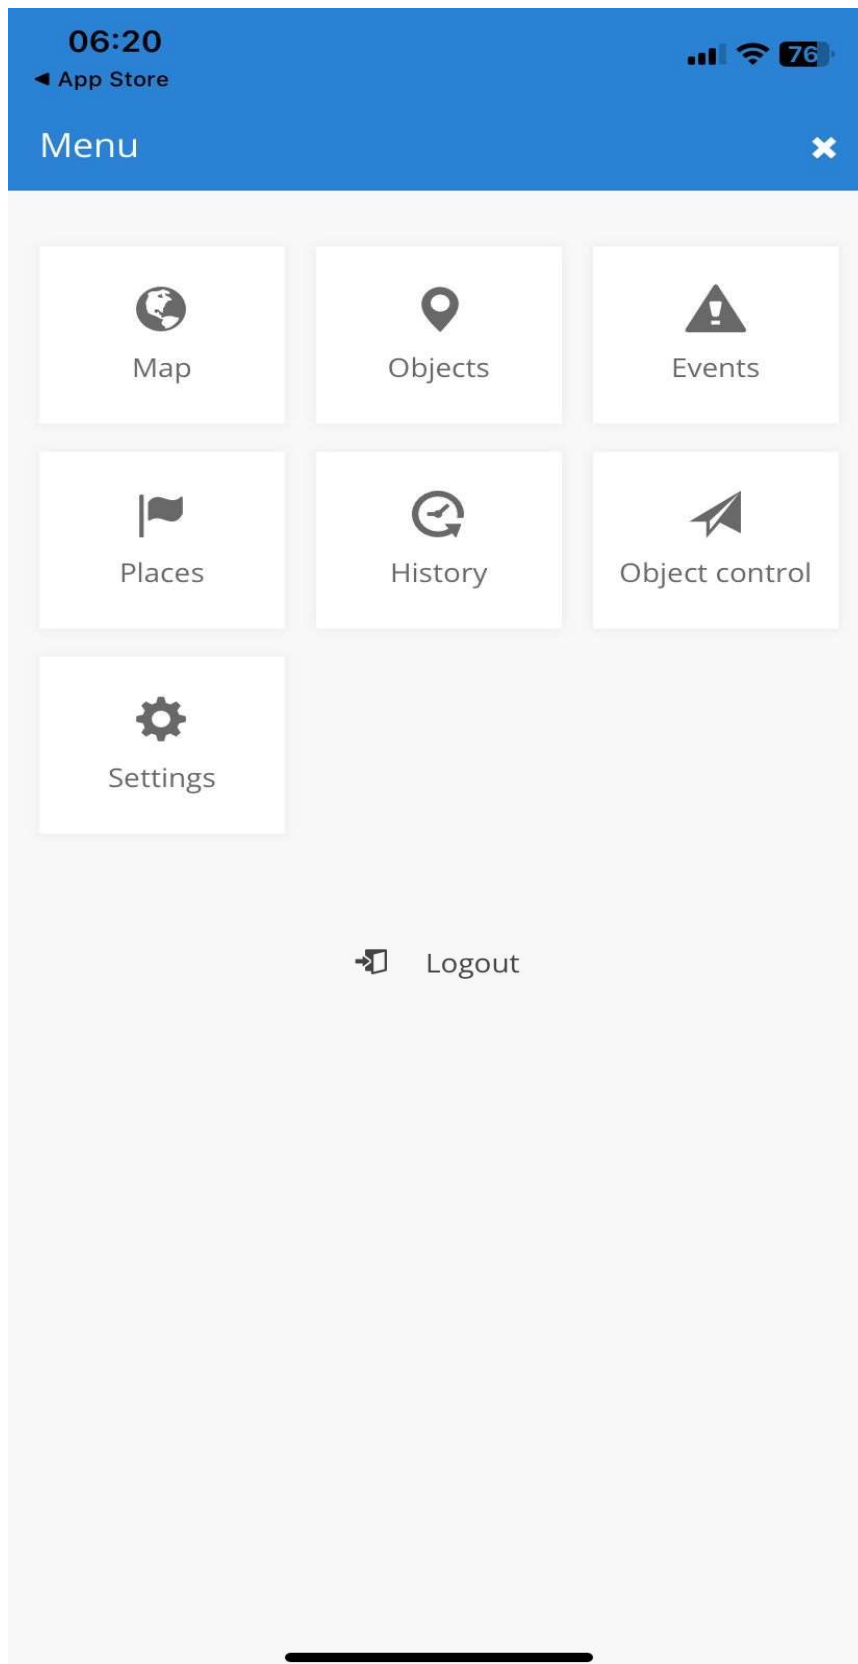 06:20
◀ App Store
76
Menu
Map
Objects
Events
Places
History
Object control
Settings
Logout